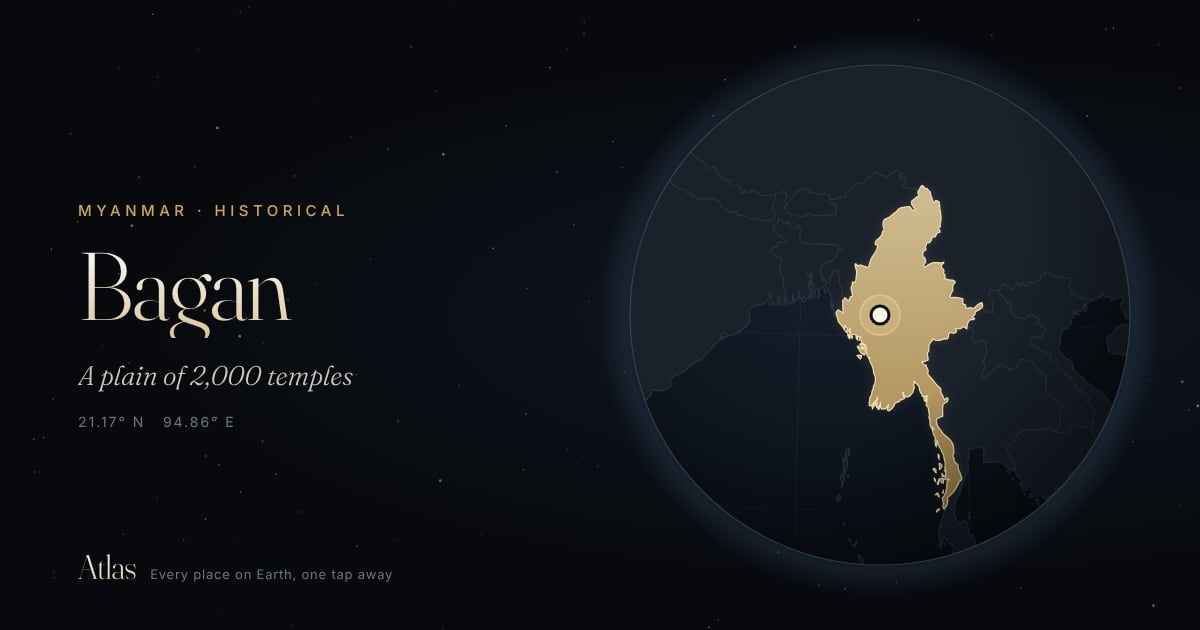 MYANMAR · HISTORICAL
Bagan
A plain of 2,000 temples
21.17° N 94.86° E
Atlas Every place on Earth, one tap away